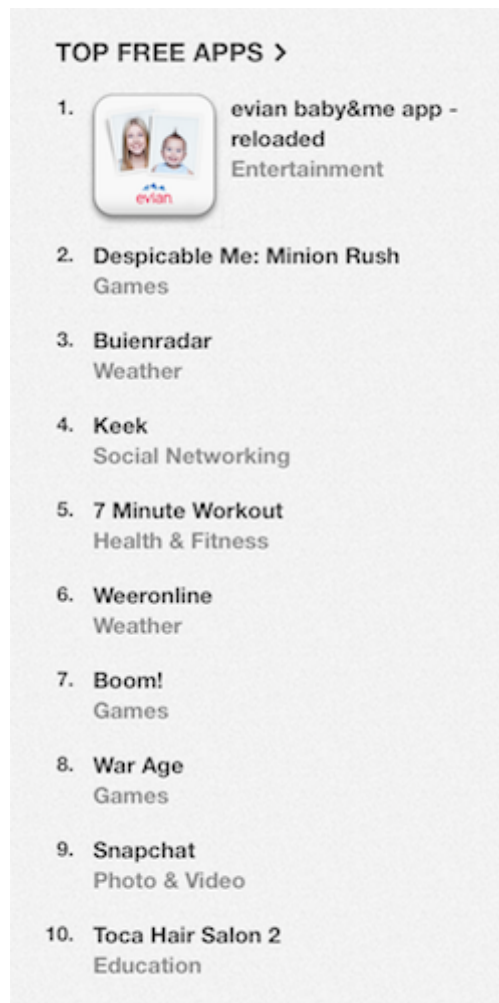 TOP FREE APPS >
1.
evian
evian baby&me app -
reloaded
Entertainment
2. Despicable Me: Minion Rush
Games
3. Buienradar
Weather
4. Keek
Social Networking
5. 7 Minute Workout
Health & Fitness
6. Weeronline
Weather
7. Boom!
Games
8. War Age
Games
9. Snapchat
Photo & Video
10. Toca Hair Salon 2
Education